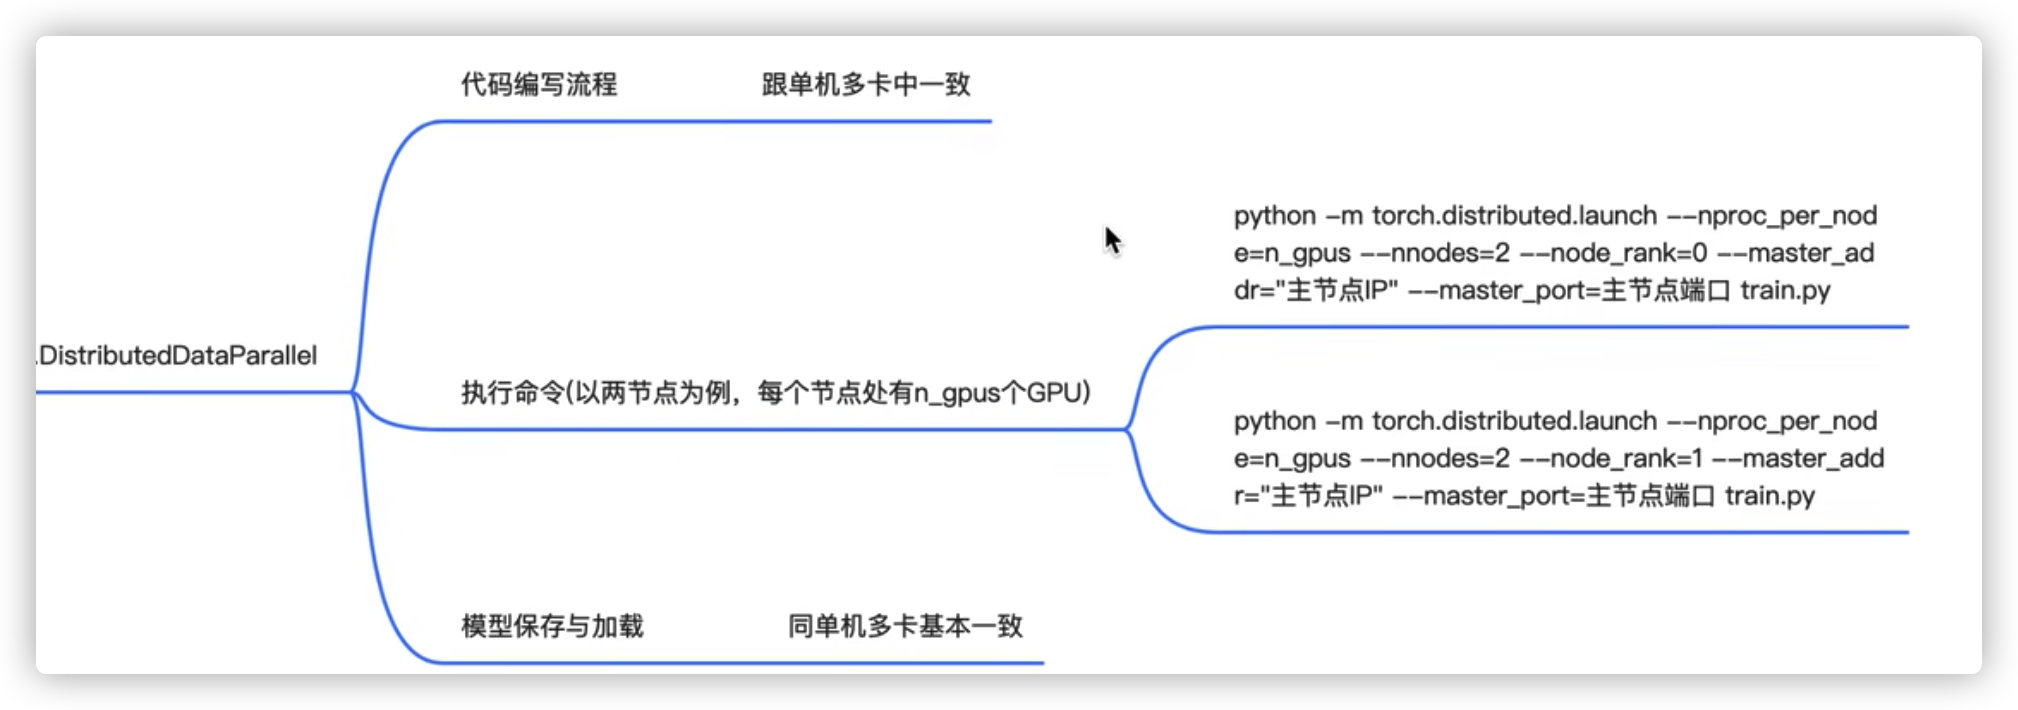 代码编写流程 跟单机多卡中一致
.DistributedDataParallel
执行命令(以两节点为例，每个节点处有n_gpus个GPU)
python -m torch.distributed.launch --nproc_per_nod
e=n_gpus --nnodes=2 --node_rank=0 --master_ad
dr="主节点IP" --master_port=主节点端口 train.py
python -m torch.distributed.launch --nproc_per_nod
e=n_gpus --nnodes=2 --node_rank=1 --master_add
r="主节点IP" --master_port=主节点端口 train.py
模型保存与加载 同单机多卡基本一致